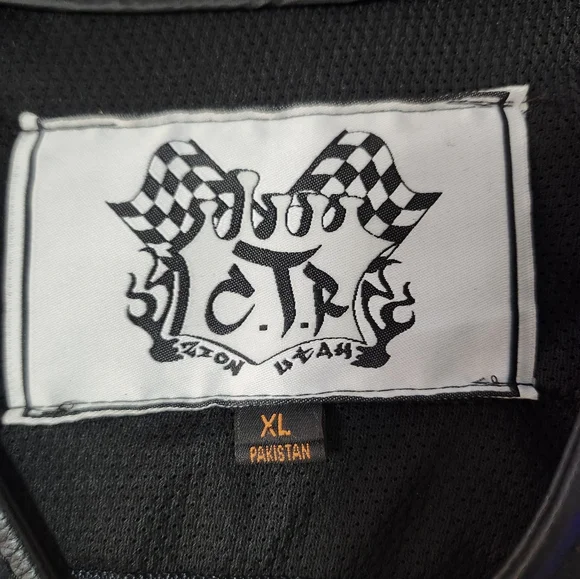 C.T.R
ZION UTAH
XL
PAKISTAN